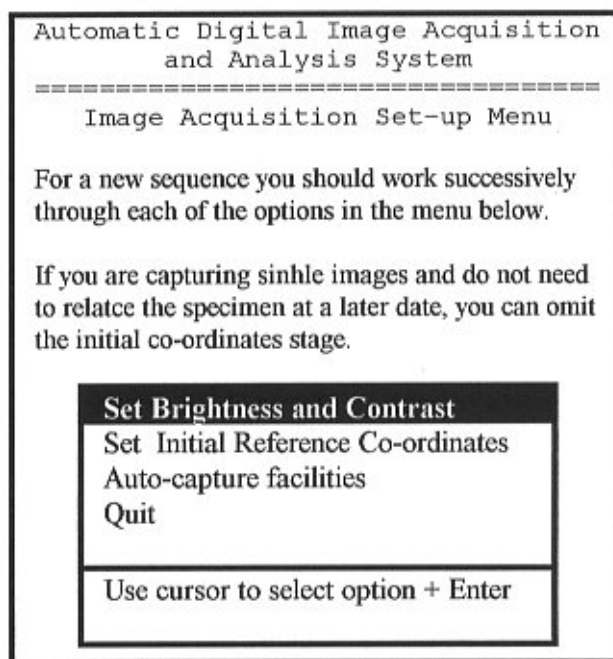 Automatic Digital Image Acquisition
and Analysis System
===================================
Image Acquisition Set-up Menu
For a new sequence you should work successively
through each of the options in the menu below.
If you are capturing sinhle images and do not need
to relatce the specimen at a later date, you can omit
the initial co-ordinates stage.
Set Brightness and Contrast
Set Initial Reference Co-ordinates
Auto-capture facilities
Quit
Use cursor to select option + Enter